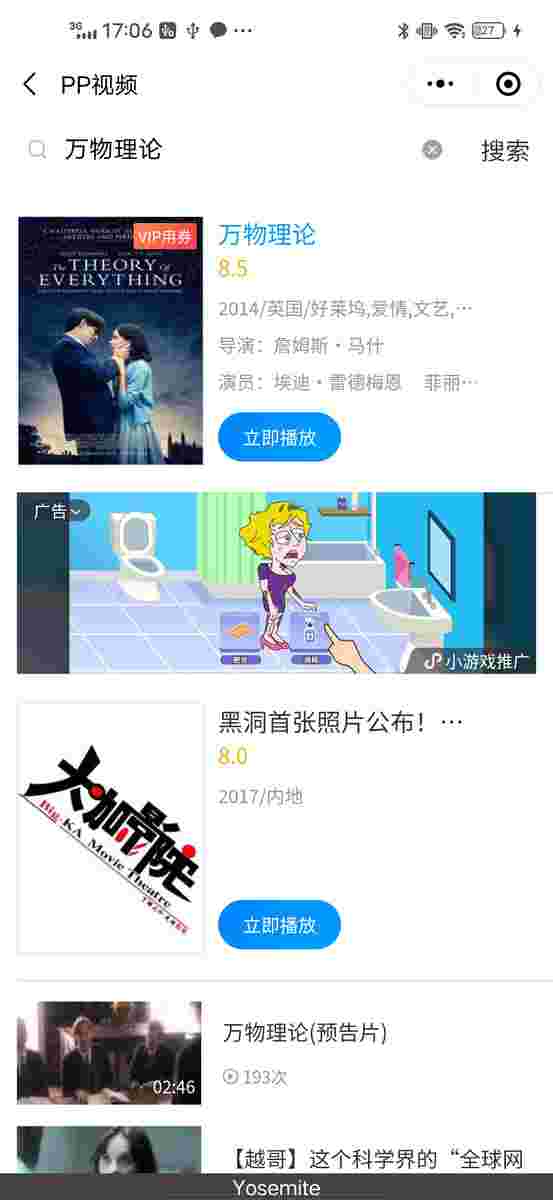 3G 17:06 27
PP视频
万物理论 搜索
VIP用券
The THEORY Of
EVERYTHING
万物理论
8.5
2014/英国/好莱坞,爱情,文艺,…
导演：詹姆斯·马什
演员：埃迪·雷德梅恩 菲丽…
立即播放
广告
小游戏推广
大咖影院
Big-KA Movie Theatre
黑洞首张照片公布！…
8.0
2017/内地
立即播放
02:46
万物理论(预告片)
193次
【越哥】这个科学界的“全球网
Yosemite